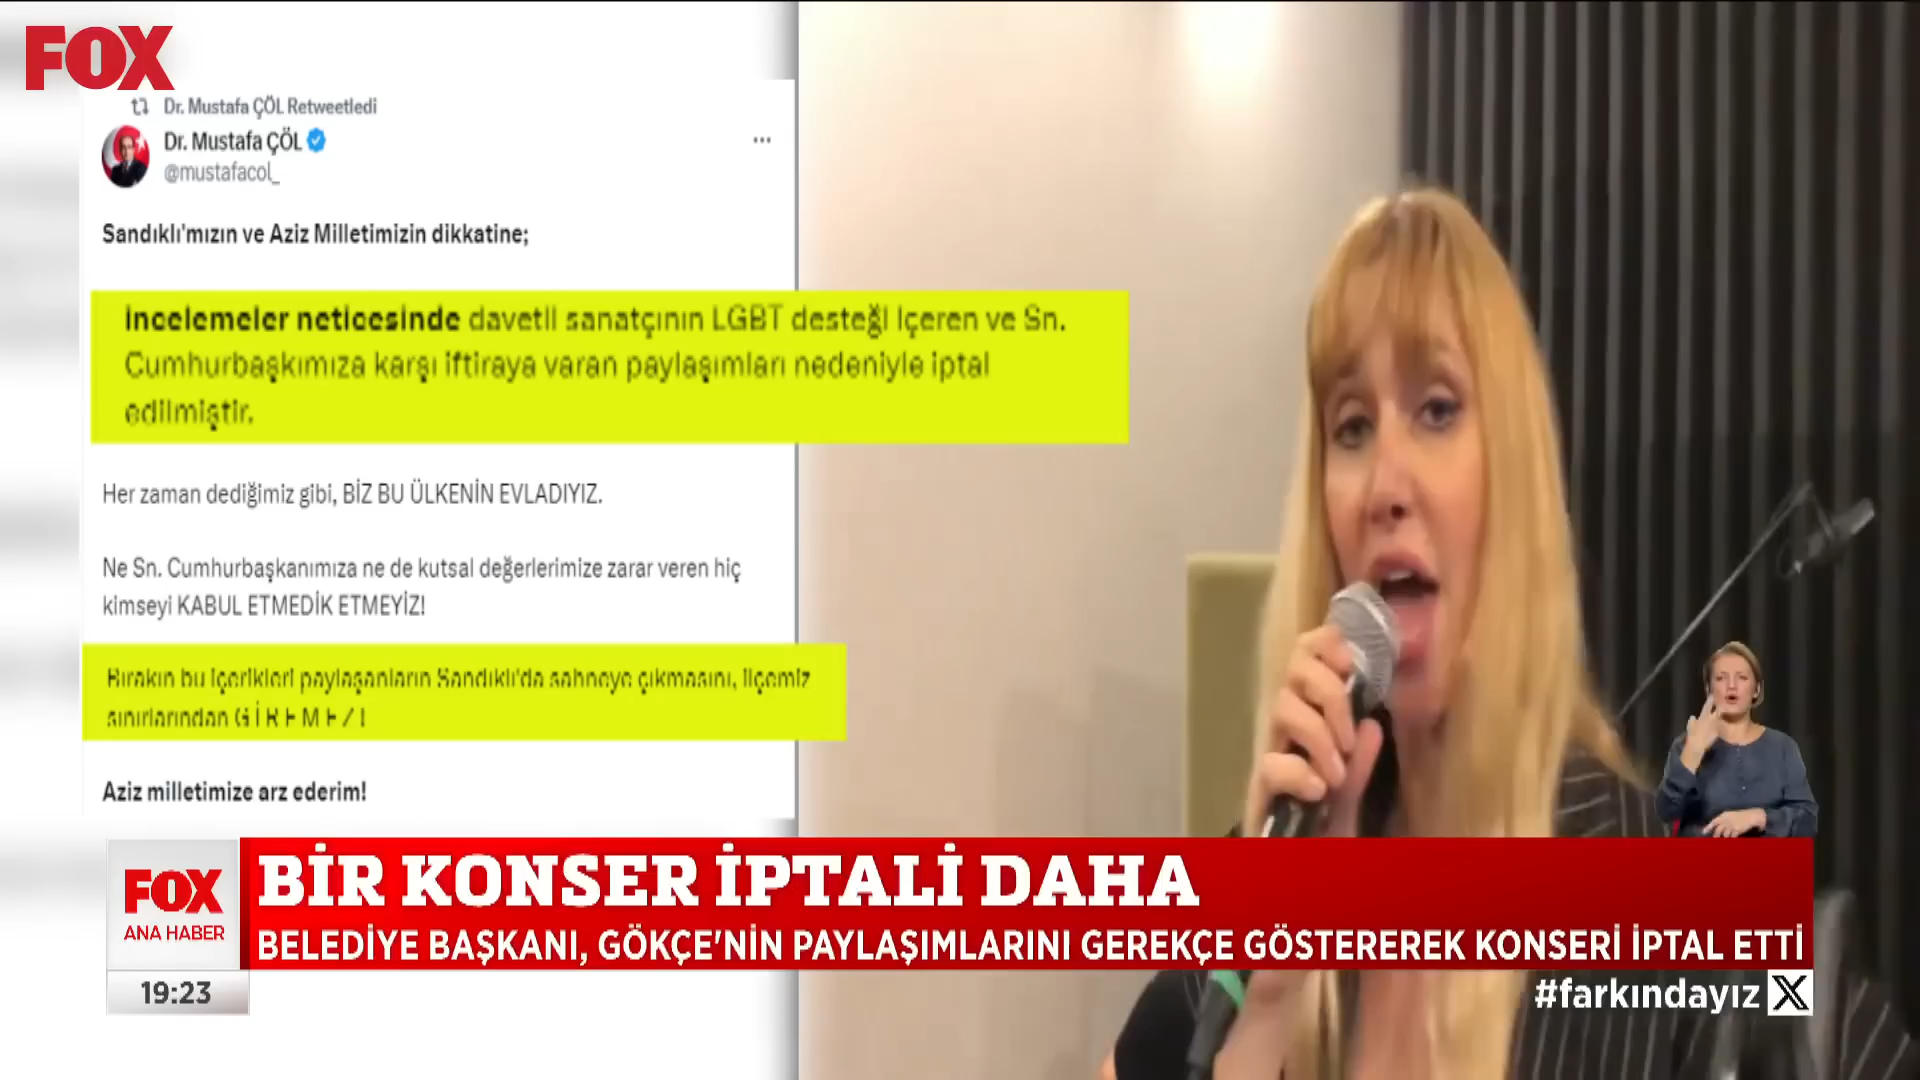 FOX
Dr. Mustafa ÇÖL Retweetledi
Dr. Mustafa ÇÖL
@mustafacol_
Sandıklı'mızın ve Aziz Milletimizin dikkatine;
incelemeler neticesinde davetli sanatçının LGBT desteği içeren ve Sn.
Cumhurbaşkımıza karşı iftiraya varan paylaşımları nedeniyle iptal
edilmiştir.
Her zaman dediğimiz gibi, BİZ BU ÜLKENİN EVLADIYIZ.
Ne Sn. Cumhurbaşkanımıza ne de kutsal değerlerimize zarar veren hiç
kimseyi KABUL ETMEDİK ETMEYİZ!
Bırakın bu içerikleri paylaşanların Sandıklı'da sahneye çıkmasını, ilçemiz
sınırlarından GİREMEZ!
Aziz milletimize arz ederim!
FOX
ANA HABER
BİR KONSER İPTALİ DAHA
BELEDİYE BAŞKANI, GÖKÇE'NİN PAYLAŞIMLARINI GEREKÇE GÖSTEREREK KONSERİ İPTAL ETTİ
19:23
#farkındayız X